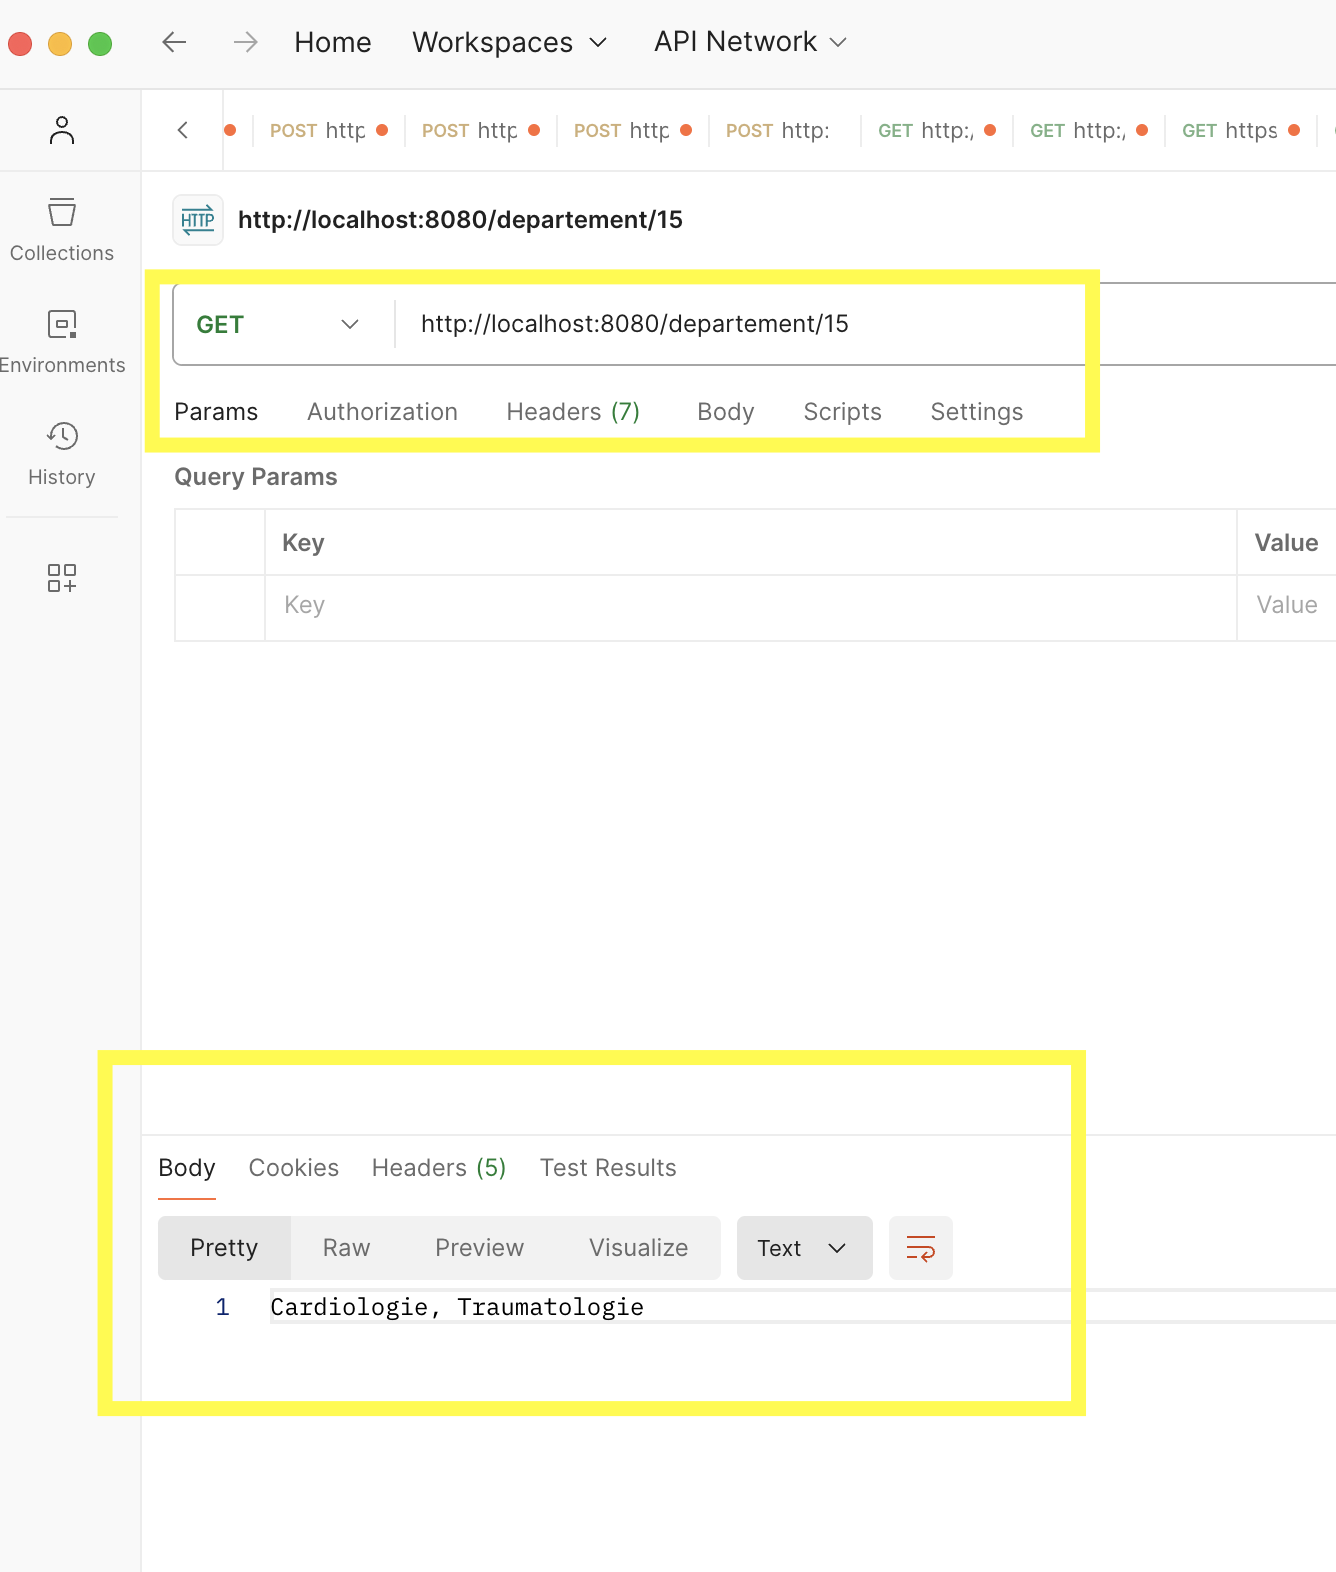 Home Workspaces API Network
POST http POST http POST http POST http: GET http:/ GET http:/ GET https
Collections
Environments
History
HTTP http://localhost:8080/departement/15
GET http://localhost:8080/departement/15
Params Authorization Headers (7) Body Scripts Settings
Query Params
Key Value
Key Value
Body Cookies Headers (5) Test Results
Pretty Raw Preview Visualize Text
1 Cardiologie, Traumatologie